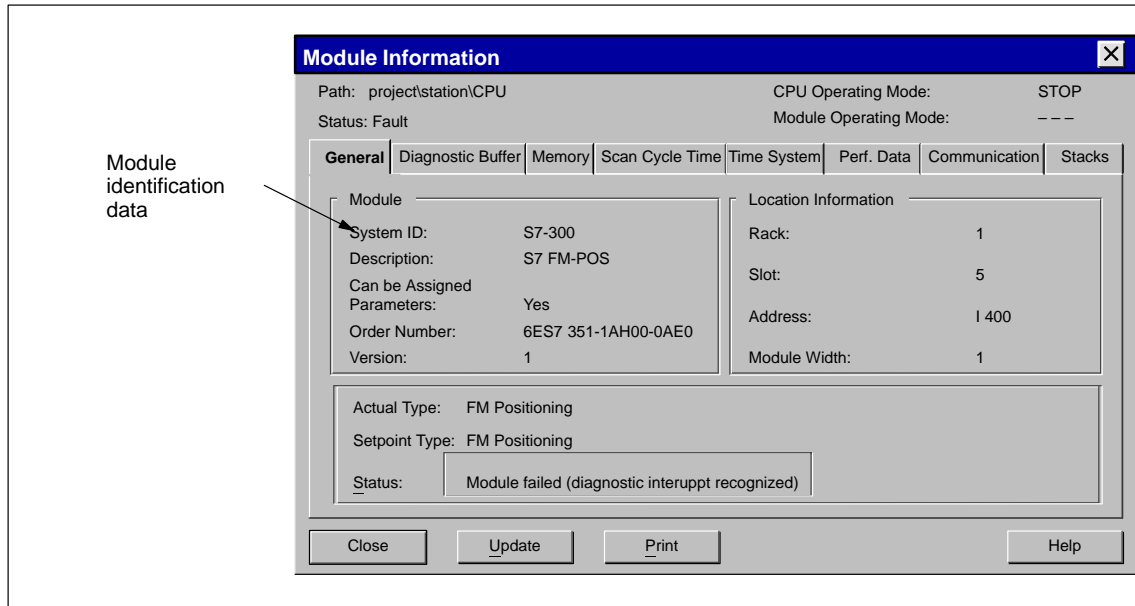 Module Information
Path: project\station\CPU
CPU Operating Mode: STOP
Status: Fault
Module Operating Mode: – – –
General Diagnostic Buffer Memory Scan Cycle Time Time System Perf. Data Communication Stacks
Module
identification
data
Module
System ID: S7-300
Description: S7 FM-POS
Can be Assigned
Parameters: Yes
Order Number: 6ES7 351-1AH00-0AE0
Version: 1
Location Information
Rack: 1
Slot: 5
Address: I 400
Module Width: 1
Actual Type: FM Positioning
Setpoint Type: FM Positioning
Status: Module failed (diagnostic interuppt recognized)
Close Update Print Help